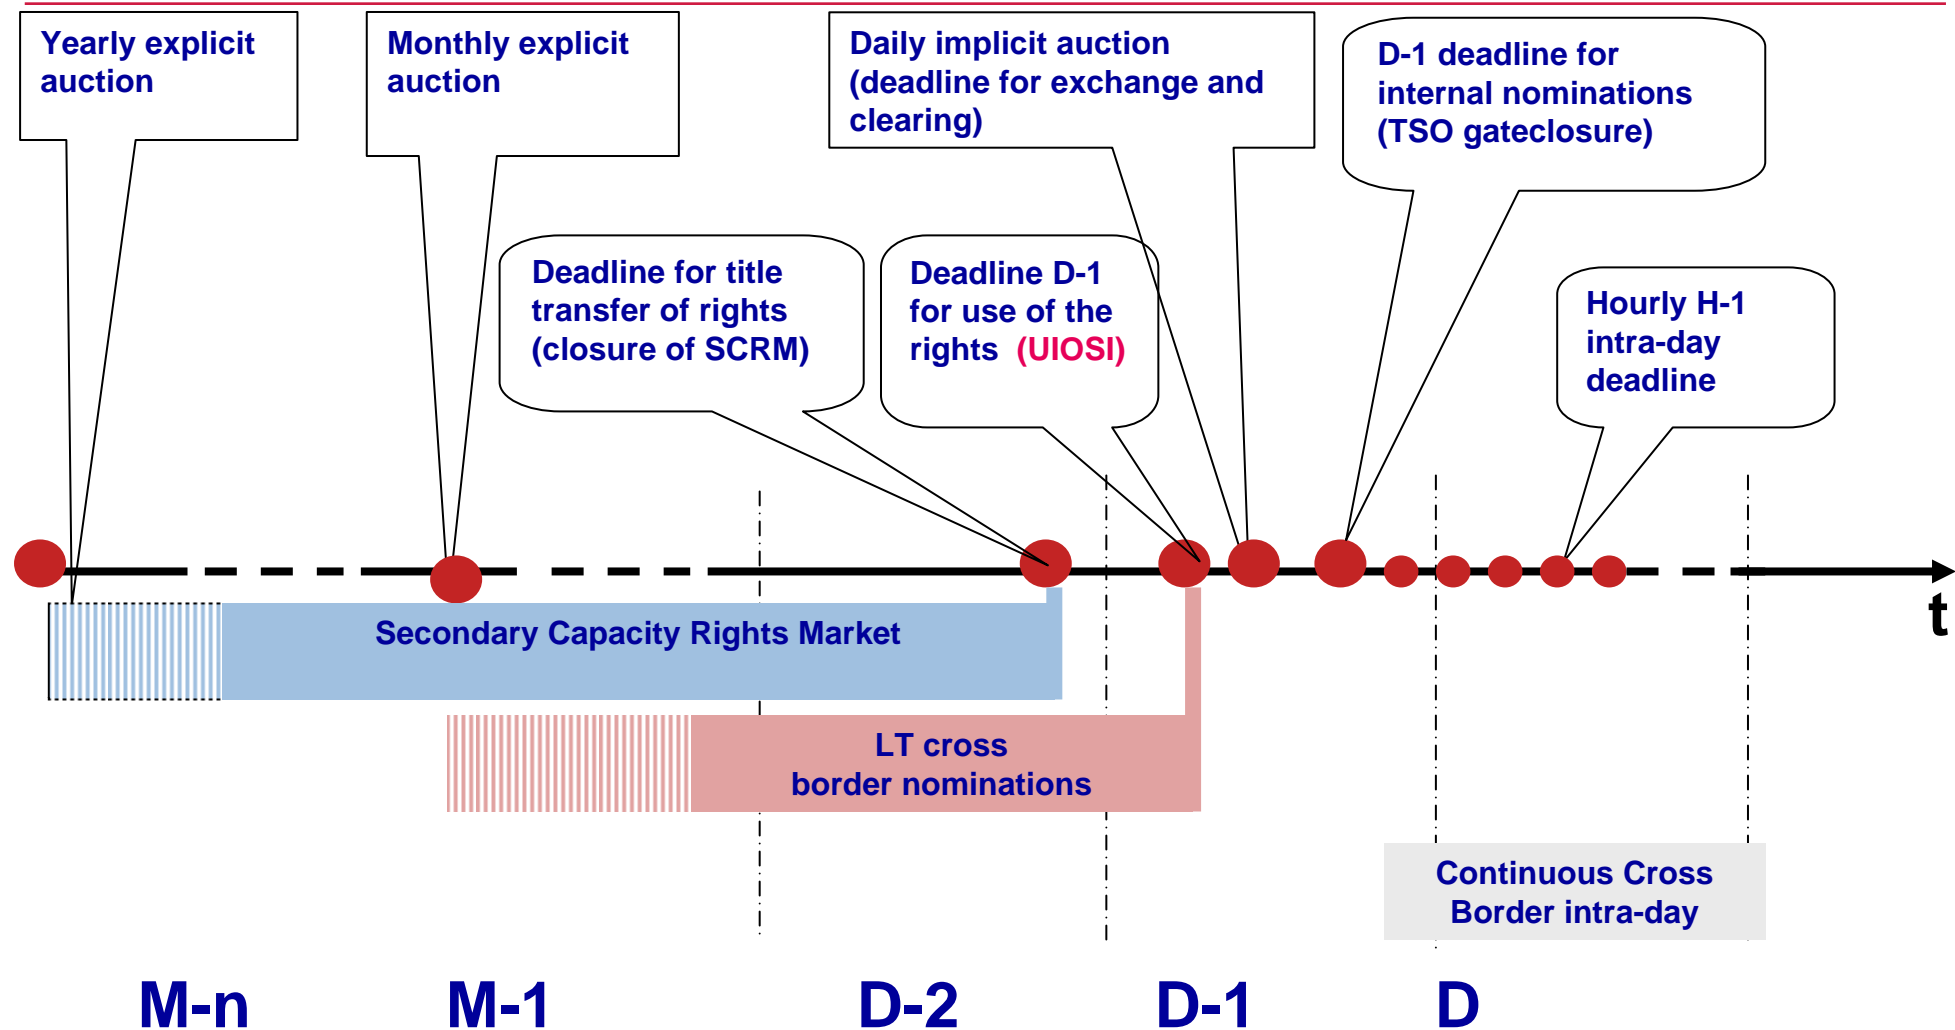 Yearly explicit
auction
Monthly explicit
auction
Daily implicit auction
(deadline for exchange and
clearing)
D-1 deadline for
internal nominations
(TSO gateclosure)
Deadline for title
transfer of rights
(closure of SCRM)
Deadline D-1
for use of the
rights (UIOSI)
Hourly H-1
intra-day
deadline
t
Secondary Capacity Rights Market
LT cross
border nominations
Continuous Cross
Border intra-day
M-n M-1 D-2 D-1 D